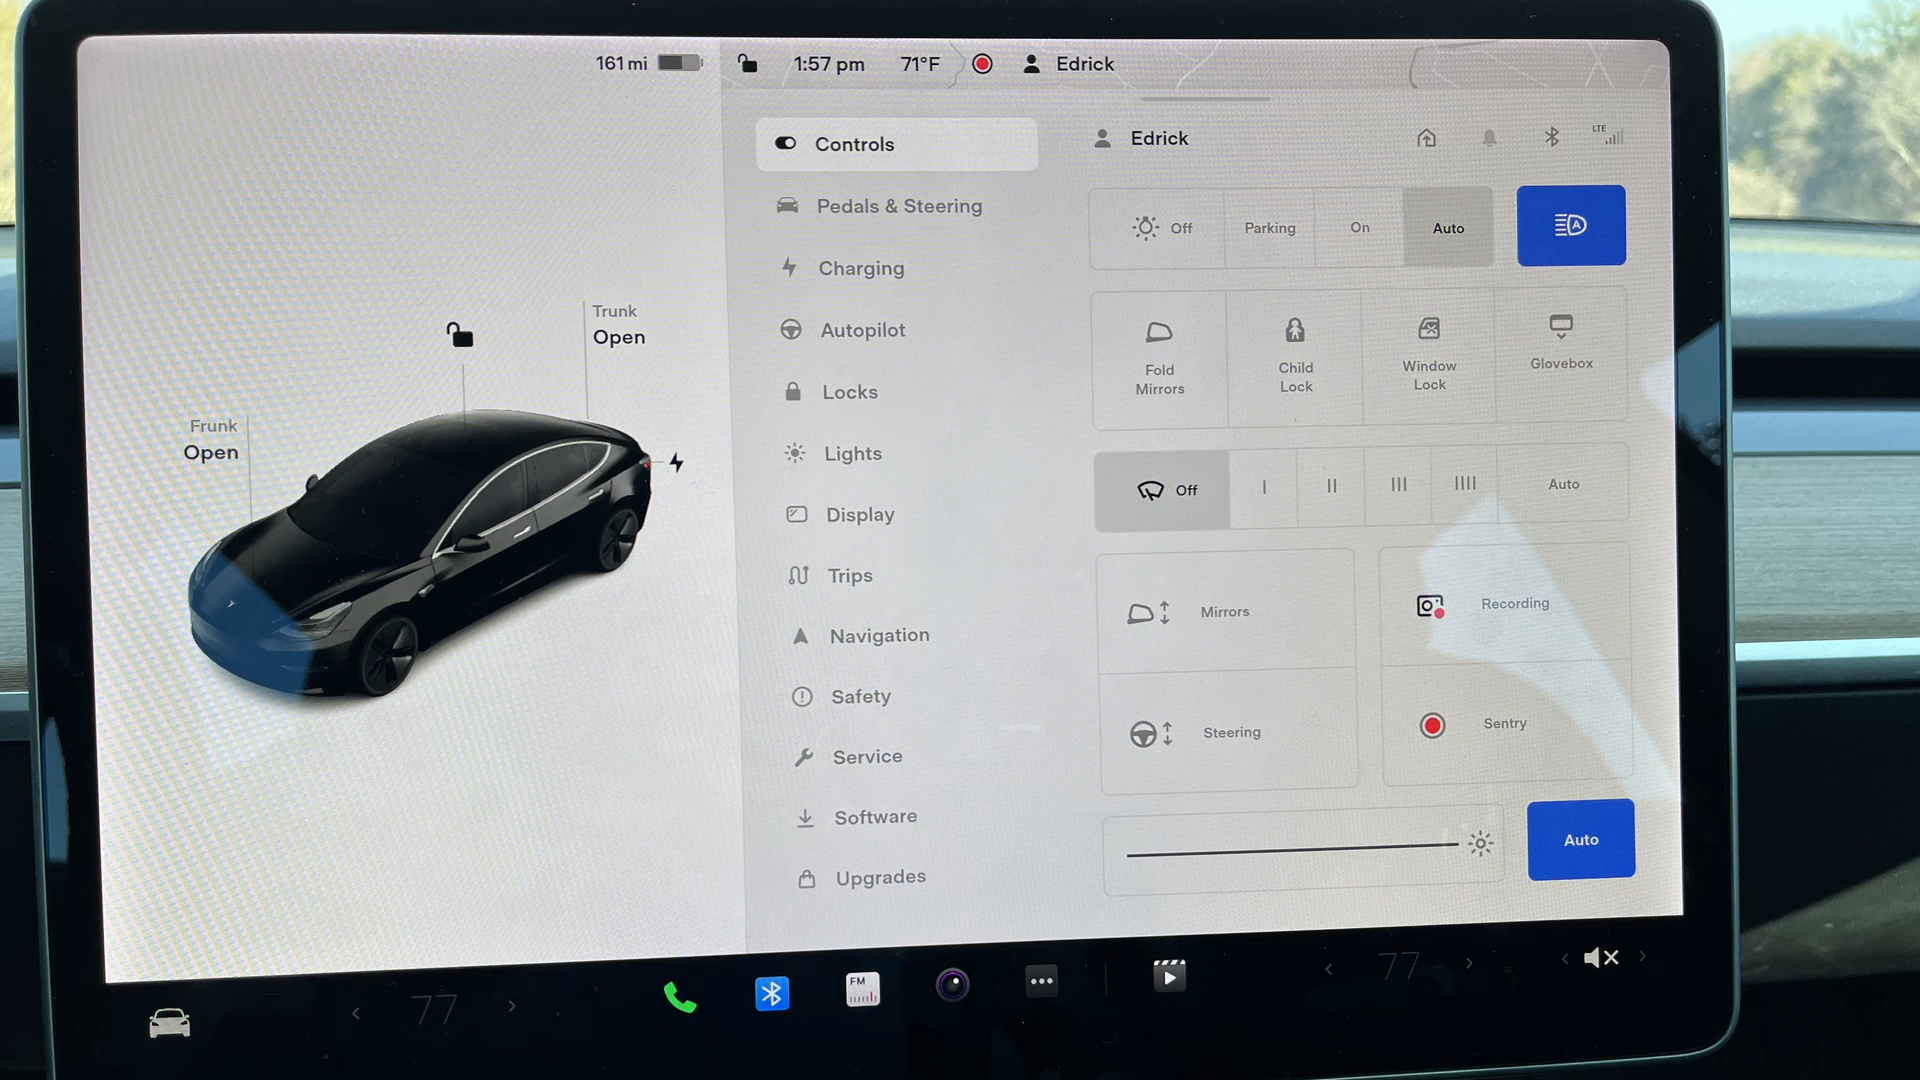 161 mi
1:57 pm
71°F
Edrick
Trunk
Open
Frunk
Open
Controls
Pedals & Steering
Charging
Autopilot
Locks
Lights
Display
Trips
Navigation
Safety
Service
Software
Upgrades
Edrick
LTE
Off
Parking
On
Auto
A
Fold
Mirrors
Child
Lock
Window
Lock
Glovebox
Off
I
II
III
IIII
Auto
Mirrors
Recording
Steering
Sentry
Auto
77
FM
77